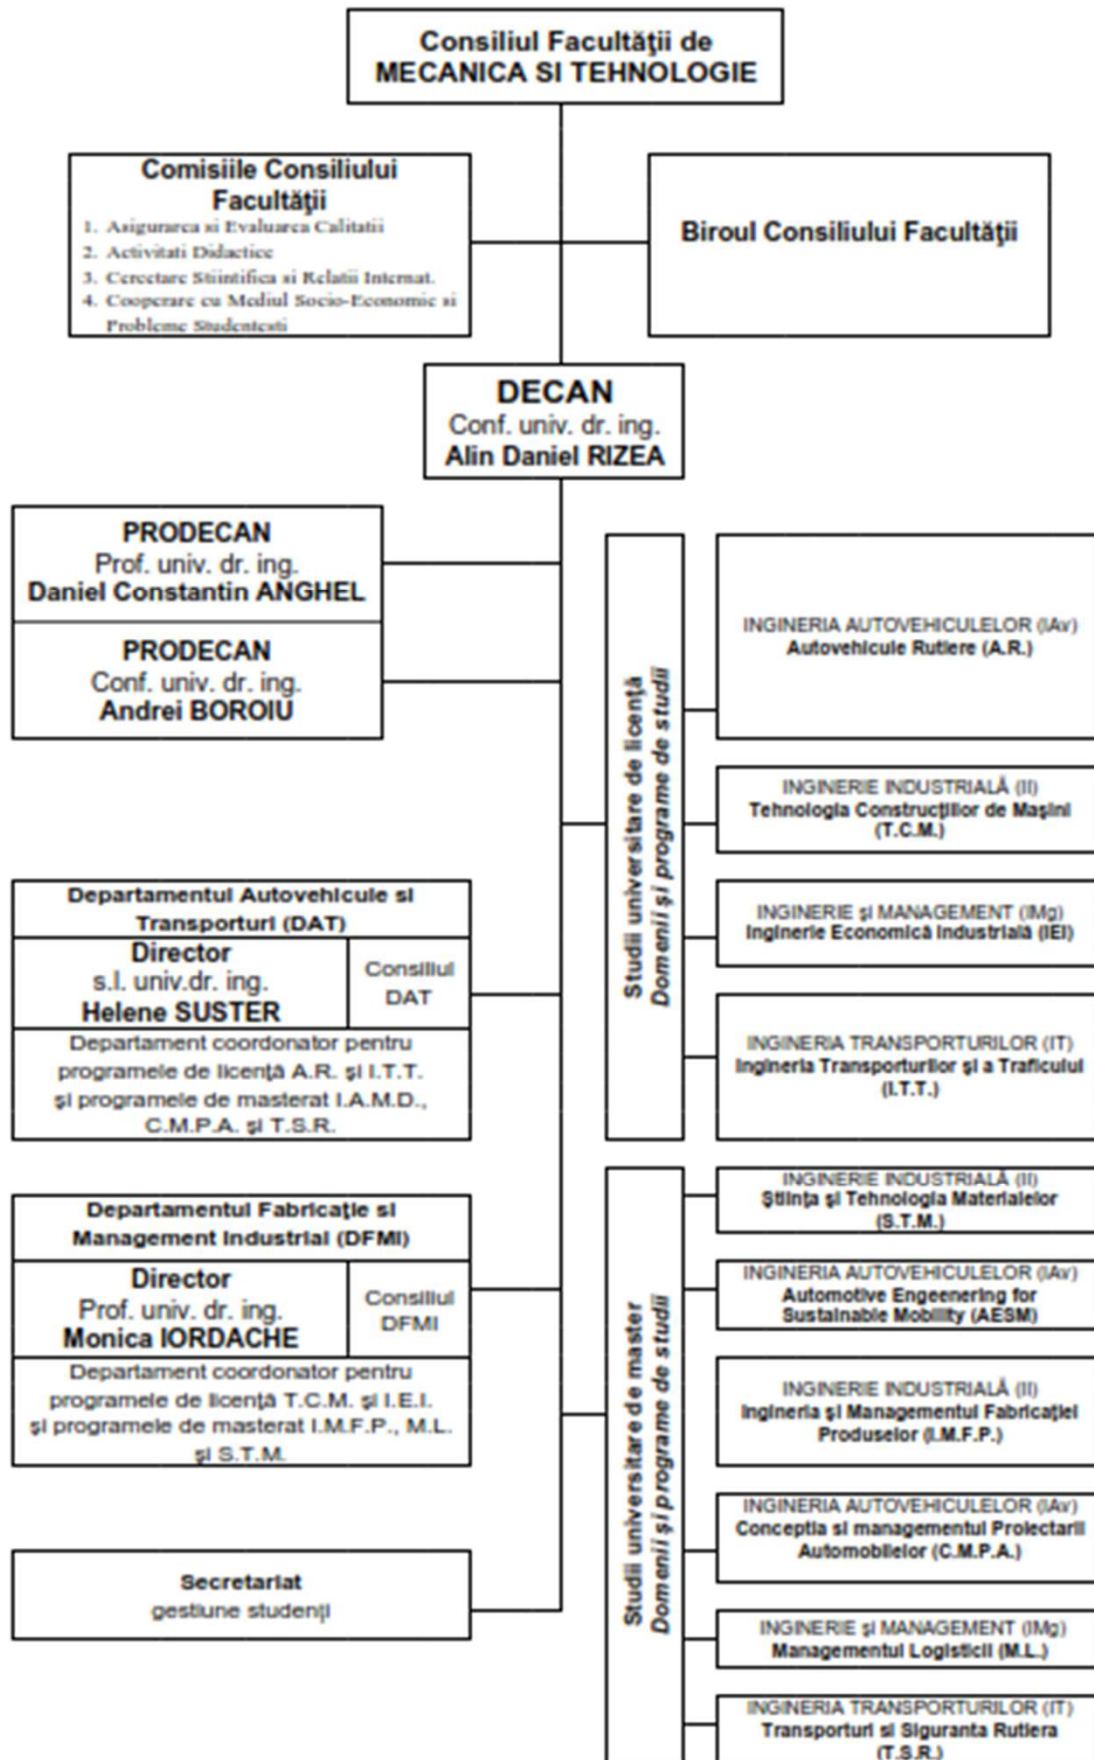 Consiliul Facultăţii de
MECANICA SI TEHNOLOGIE
Comisiile Consiliului
Facultăţii
1. Asigurarea si Evaluarea Calitatii
2. Activitati Didactice
3. Cercetare Stiintifica si Relatii Internat.
4. Cooperare cu Mediul Socio-Economic si
Probleme Studentesti
Biroul Consiliului Facultăţii
DECAN
Conf. univ. dr. ing.
Alin Daniel RIZEA
PRODECAN
Prof. univ. dr. ing.
Daniel Constantin ANGHEL
PRODECAN
Conf. univ. dr. ing.
Andrei BOROIU
Departamentul Autovehicule si
Transporturi (DAT)
Director
s.l. univ.dr. ing.
Helene SUSTER
Consiliul
DAT
Departament coordonator pentru
programele de licenţă A.R. şi I.T.T.
şi programele de masterat I.A.M.D.,
C.M.P.A. şi T.S.R.
Departamentul Fabricaţie si
Management Industrial (DFMI)
Director
Prof. univ. dr. ing.
Monica IORDACHE
Consiliul
DFMI
Departament coordonator pentru
programele de licenţă T.C.M. şi I.E.I.
şi programele de masterat I.M.F.P., M.L.
şi S.T.M.
Secretariat
gestiune studenţi
Studii universitare de licenţă
Domenii şi programe de studii
INGINERIA AUTOVEHICULELOR (IAv)
Autovehicule Rutiere (A.R.)
INGINERIE INDUSTRIALĂ (II)
Tehnologia Construcţiilor de Maşini
(T.C.M.)
INGINERIE şi MANAGEMENT (IMg)
Inginerie Economică Industrială (IEI)
INGINERIA TRANSPORTURILOR (IT)
Ingineria Transporturilor şi a Traficului
(I.T.T.)
Studii universitare de master
Domenii şi programe de studii
INGINERIE INDUSTRIALĂ (II)
Ştiinţa şi Tehnologia Materialelor
(S.T.M.)
INGINERIA AUTOVEHICULELOR (IAv)
Automotive Engeenering for
Sustainable Mobility (AESM)
INGINERIE INDUSTRIALĂ (II)
Ingineria şi Managementul Fabricaţiei
Produselor (I.M.F.P.)
INGINERIA AUTOVEHICULELOR (IAv)
Conceptia si managementul Proiectarii
Automobilelor (C.M.P.A.)
INGINERIE şi MANAGEMENT (IMg)
Managementul Logisticii (M.L.)
INGINERIA TRANSPORTURILOR (IT)
Transporturi si Siguranta Rutiera
(T.S.R.)